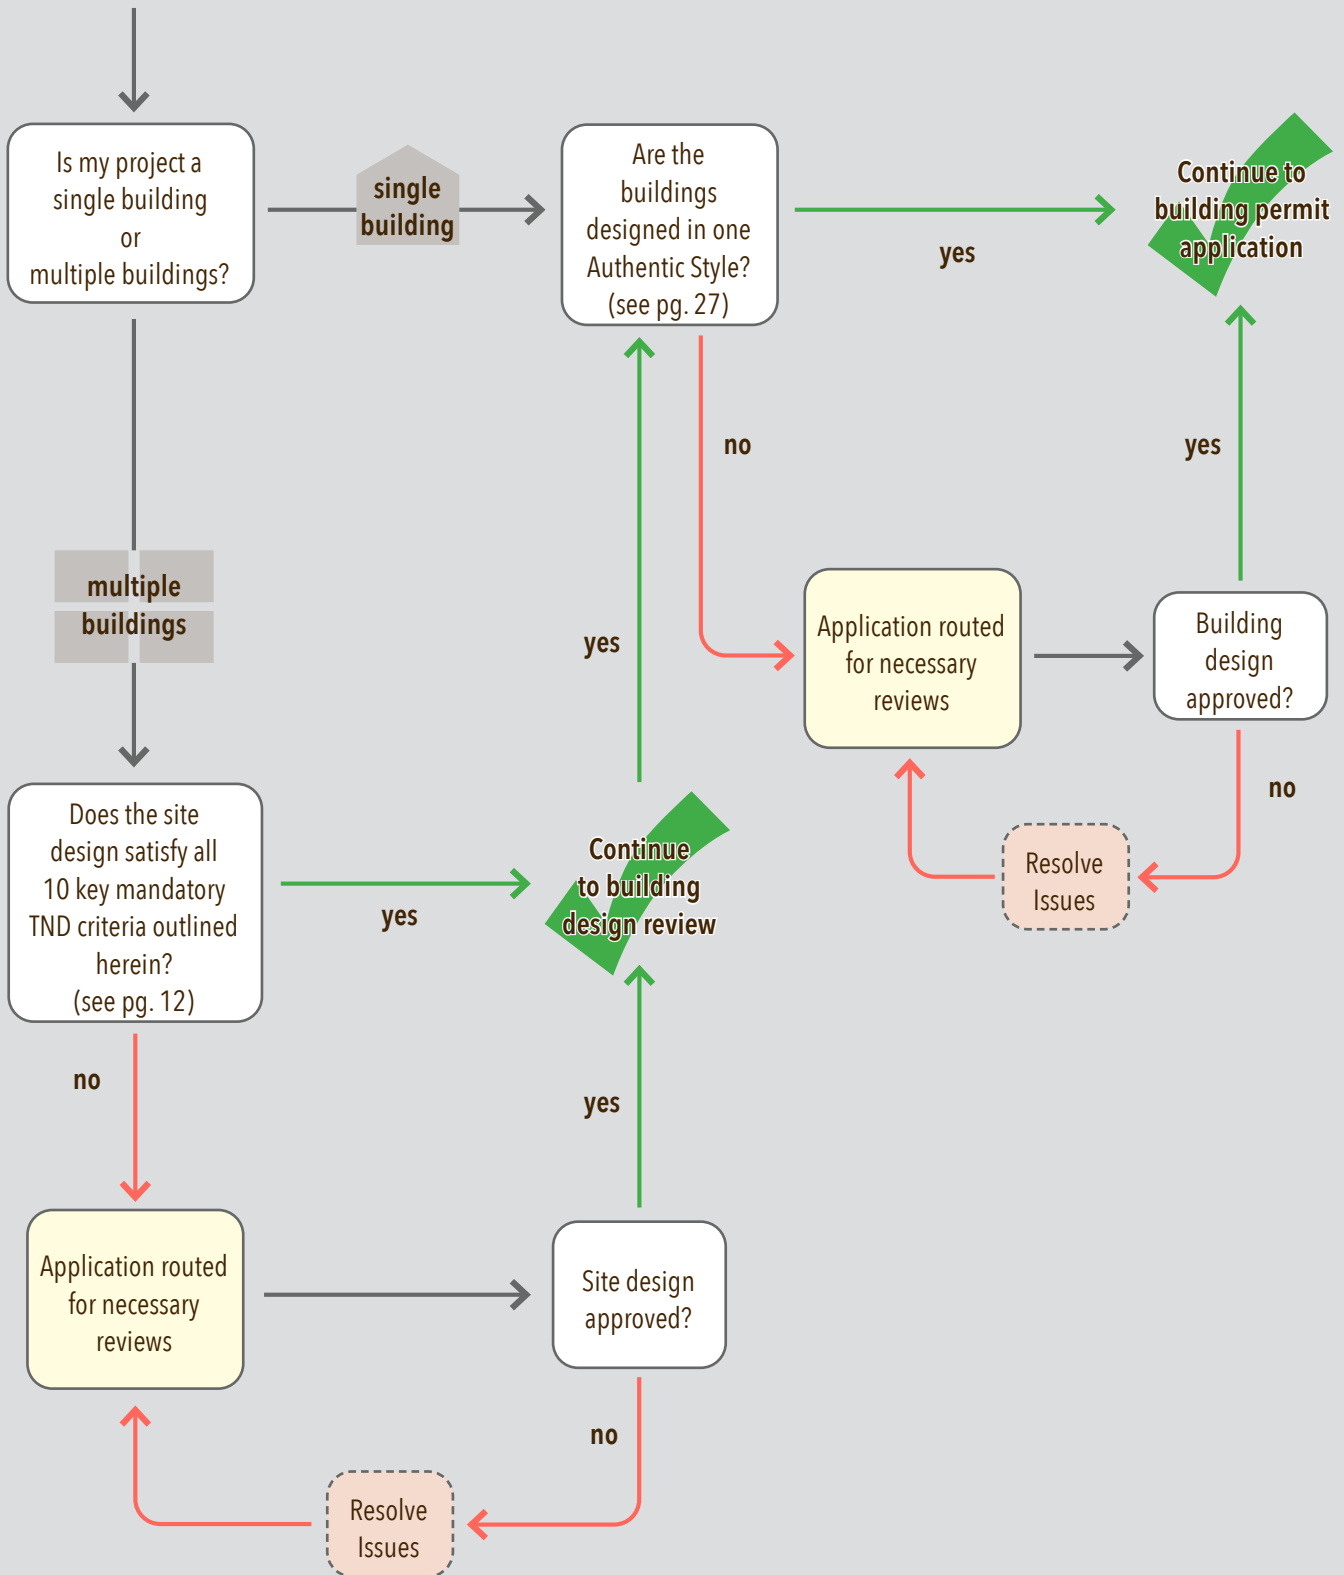 Is my project a
single building
or
multiple buildings?
single
building
Are the
buildings
designed in one
Authentic Style?
(see pg. 27)
yes
Continue to
building permit
application
no
yes
multiple
buildings
yes
Application routed
for necessary
reviews
Building
design
approved?
no
Resolve
Issues
Does the site
design satisfy all
10 key mandatory
TND criteria outlined
herein?
(see pg. 12)
yes
Continue
to building
design review
no
yes
Application routed
for necessary
reviews
Site design
approved?
no
Resolve
Issues